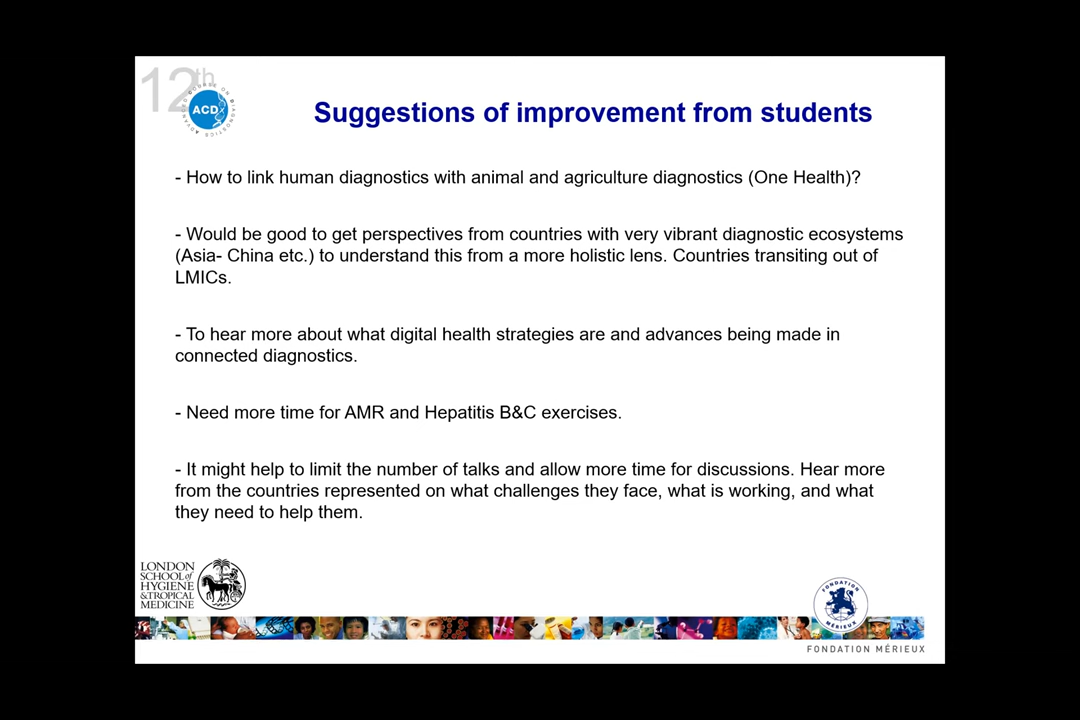 12th
ADVANCED COURSE ON DIAGNOSTICS
ACDx
Suggestions of improvement from students
- How to link human diagnostics with animal and agriculture diagnostics (One Health)?
- Would be good to get perspectives from countries with very vibrant diagnostic ecosystems
(Asia- China etc.) to understand this from a more holistic lens. Countries transiting out of
LMICs.
- To hear more about what digital health strategies are and advances being made in
connected diagnostics.
- Need more time for AMR and Hepatitis B&C exercises.
- It might help to limit the number of talks and allow more time for discussions. Hear more
from the countries represented on what challenges they face, what is working, and what
they need to help them.
LONDON
SCHOOL of
HYGIENE
& TROPICAL
MEDICINE
FONDATION
MÉRIEUX
FONDATION MÉRIEUX